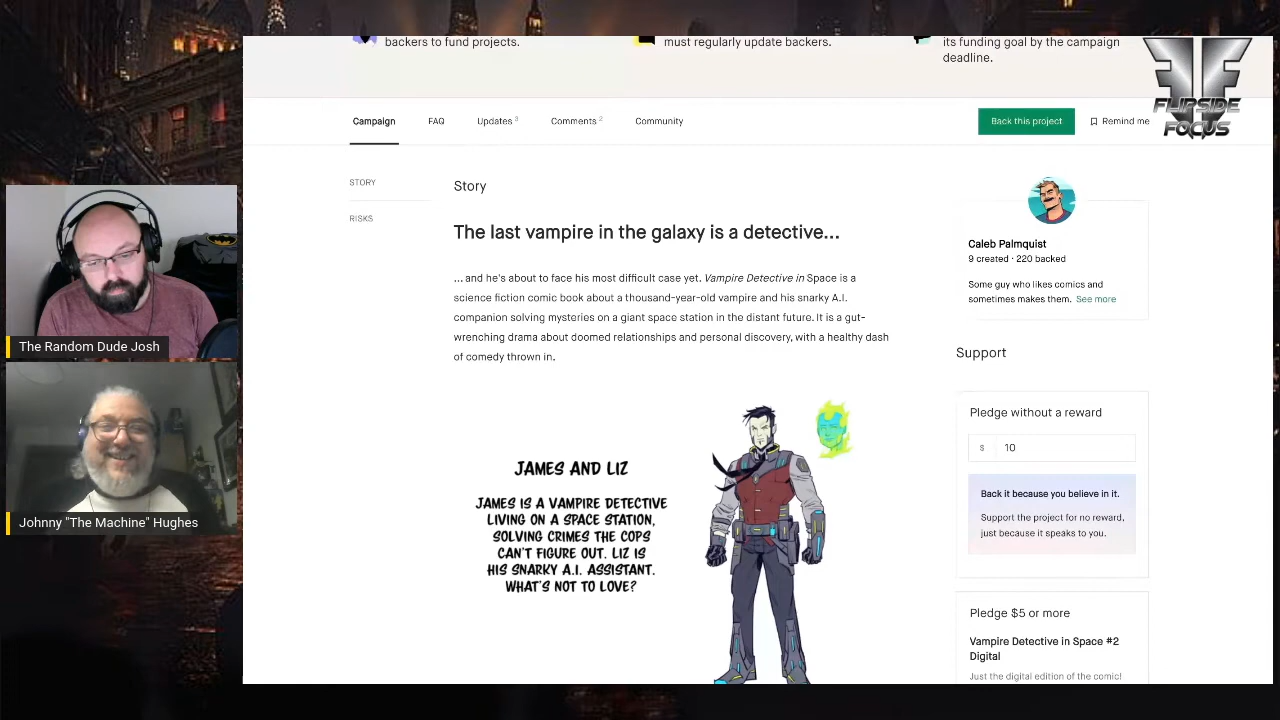 backers to fund projects.
must regularly update backers.
its funding goal by the campaign
deadline.
FLIPSIDE
FOCUS
Campaign
FAQ
Updates 3
Comments 2
Community
Back this project
Remind me
STORY
RISKS
Story
The last vampire in the galaxy is a detective...
...and he's about to face his most difficult case yet. Vampire Detective in Space is a
science fiction comic book about a thousand-year-old vampire and his snarky A.I.
companion solving mysteries on a giant space station in the distant future. It is a gut-
wrenching drama about doomed relationships and personal discovery, with a healthy dash
of comedy thrown in.
JAMES AND LIZ
JAMES IS A VAMPIRE DETECTIVE
LIVING ON A SPACE STATION,
SOLVING CRIMES THE COPS
CAN'T FIGURE OUT. LIZ IS
HIS SNARKY A.I. ASSISTANT.
WHAT'S NOT TO LOVE?
Caleb Palmquist
9 created · 220 backed
Some guy who likes comics and
sometimes makes them. See more
Support
Pledge without a reward
$ 10
Back it because you believe in it.
Support the project for no reward,
just because it speaks to you.
Pledge $5 or more
Vampire Detective in Space #2
Digital
Just the digital edition of the comic!
The Random Dude Josh
Johnny "The Machine" Hughes